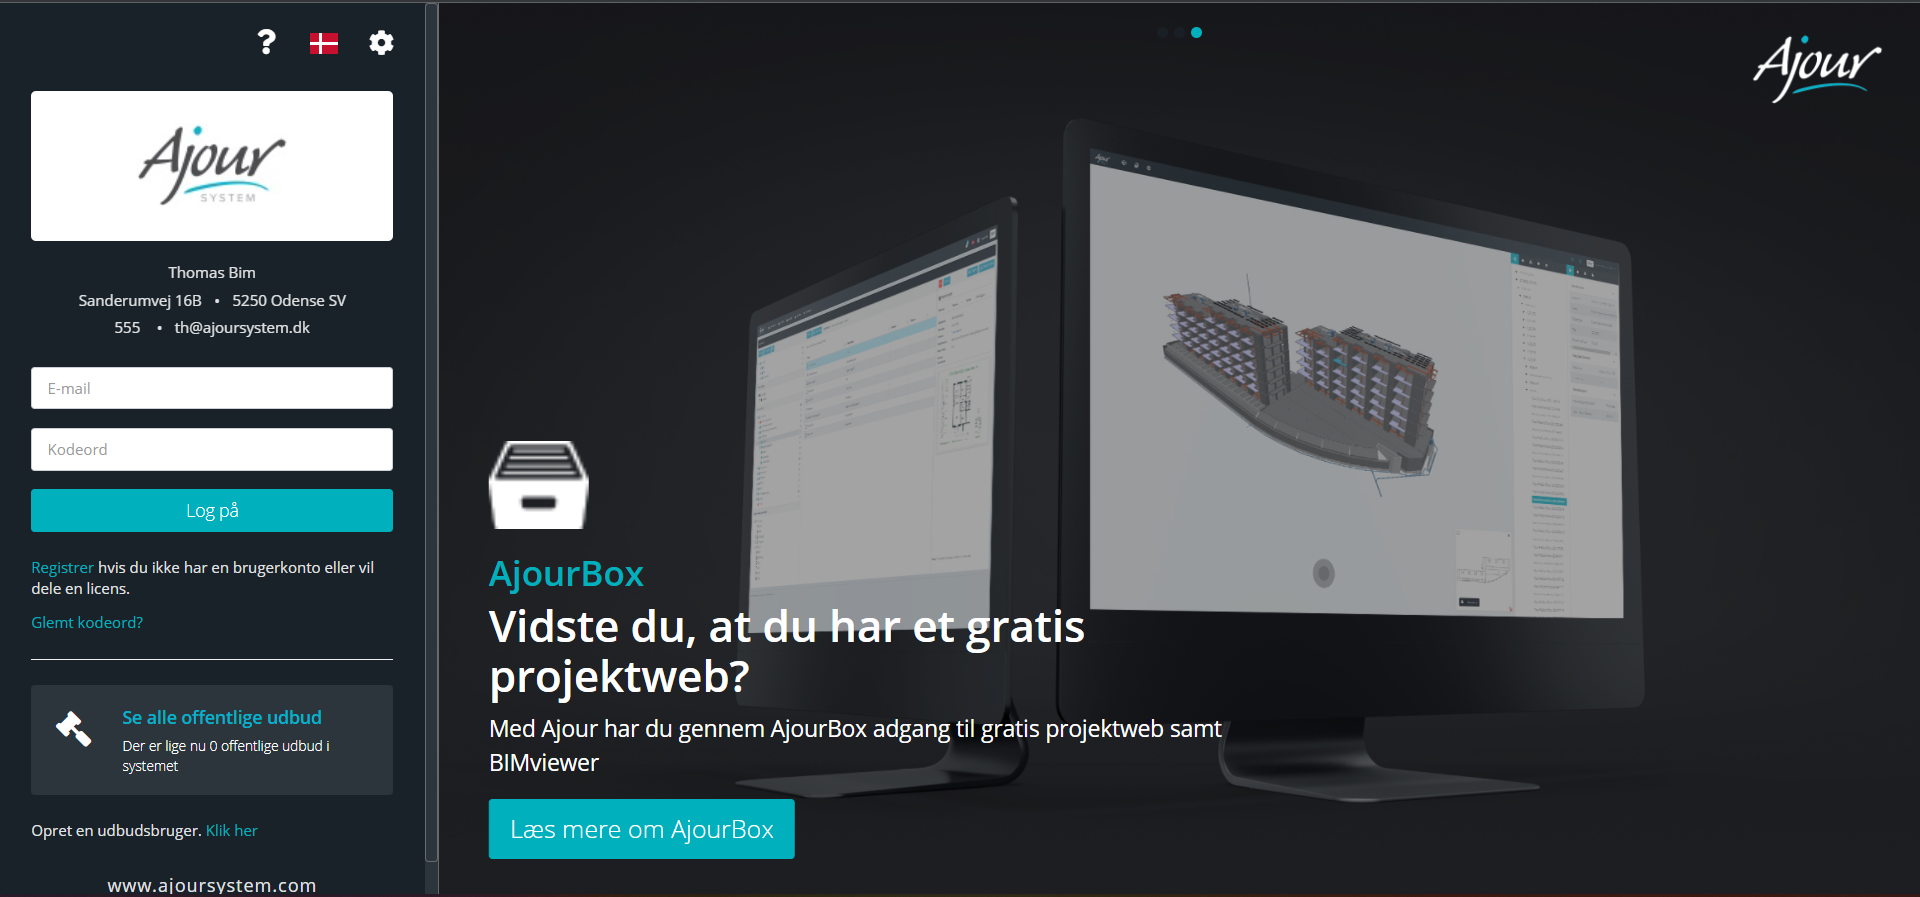 Ajour
SYSTEM
Thomas Bim
Sanderumvej 16B • 5250 Odense SV
555 • th@ajoursystem.dk
E-mail
Kodeord
Log på
Registrer hvis du ikke har en brugerkonto eller vil
dele en licens.
Glemt kodeord?
Se alle offentlige udbud
Der er lige nu 0 offentlige udbud i
systemet
Opret en udbudsbruger. Klik her
www.ajoursystem.com
Ajour
AjourBox
Vidste du, at du har et gratis
projektweb?
Med Ajour har du gennem AjourBox adgang til gratis projektweb samt
BIMviewer
Læs mere om AjourBox